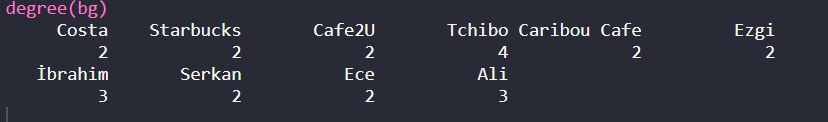 degree(bg)
Costa Starbucks Cafe2U Tchibo Caribou Cafe Ezgi
2 2 2 4 2 2
İbrahim Serkan Ece Ali
3 2 2 3